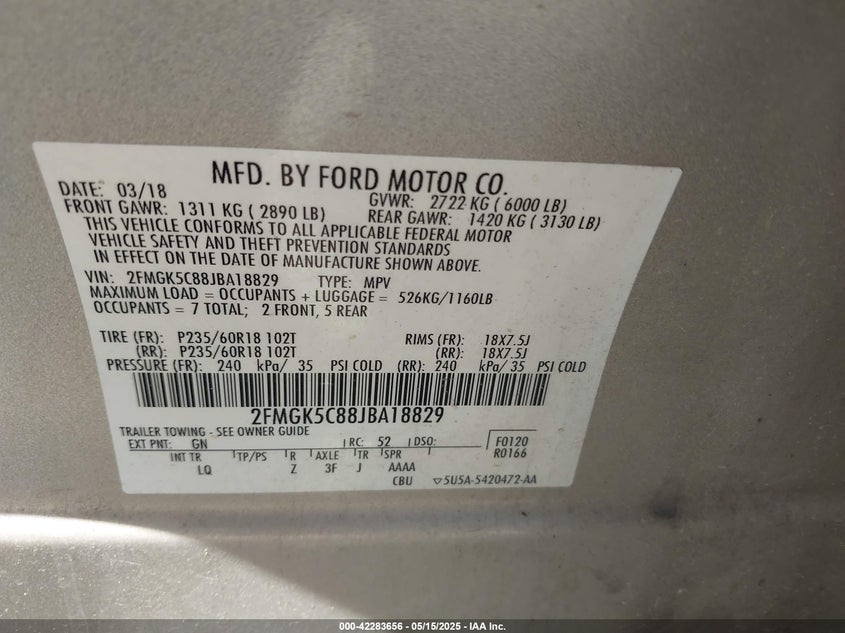 MFD. BY FORD MOTOR CO.
DATE: 03/18 GVWR: 2722 KG ( 6000 LB)
FRONT GAWR: 1311 KG ( 2890 LB) REAR GAWR: 1420 KG ( 3130 LB)
THIS VEHICLE CONFORMS TO ALL APPLICABLE FEDERAL MOTOR
VEHICLE SAFETY AND THEFT PREVENTION STANDARDS
IN EFFECT ON THE DATE OF MANUFACTURE SHOWN ABOVE.
VIN: 2FMGK5C88JBA18829 TYPE: MPV
MAXIMUM LOAD = OCCUPANTS + LUGGAGE = 526KG/1160LB
OCCUPANTS = 7 TOTAL; 2 FRONT, 5 REAR
TIRE (FR): P235/60R18 102T RIMS (FR): 18X7.5J
(RR): P235/60R18 102T (RR): 18X7.5J
PRESSURE (FR): 240 kPa/ 35 PSI COLD (RR): 240 kPa/ 35 PSI COLD
2FMGK5C88JBA18829
TRAILER TOWING - SEE OWNER GUIDE
EXT PNT: GN RC: 52 DSO: F0120
R0166
INT TR TP/PS R AXLE TR SPR
LQ Z 3F J AAAA
CBU ▽5U5A-5420472-AA
000-42283656 - 05/15/2025 - IAA Inc.